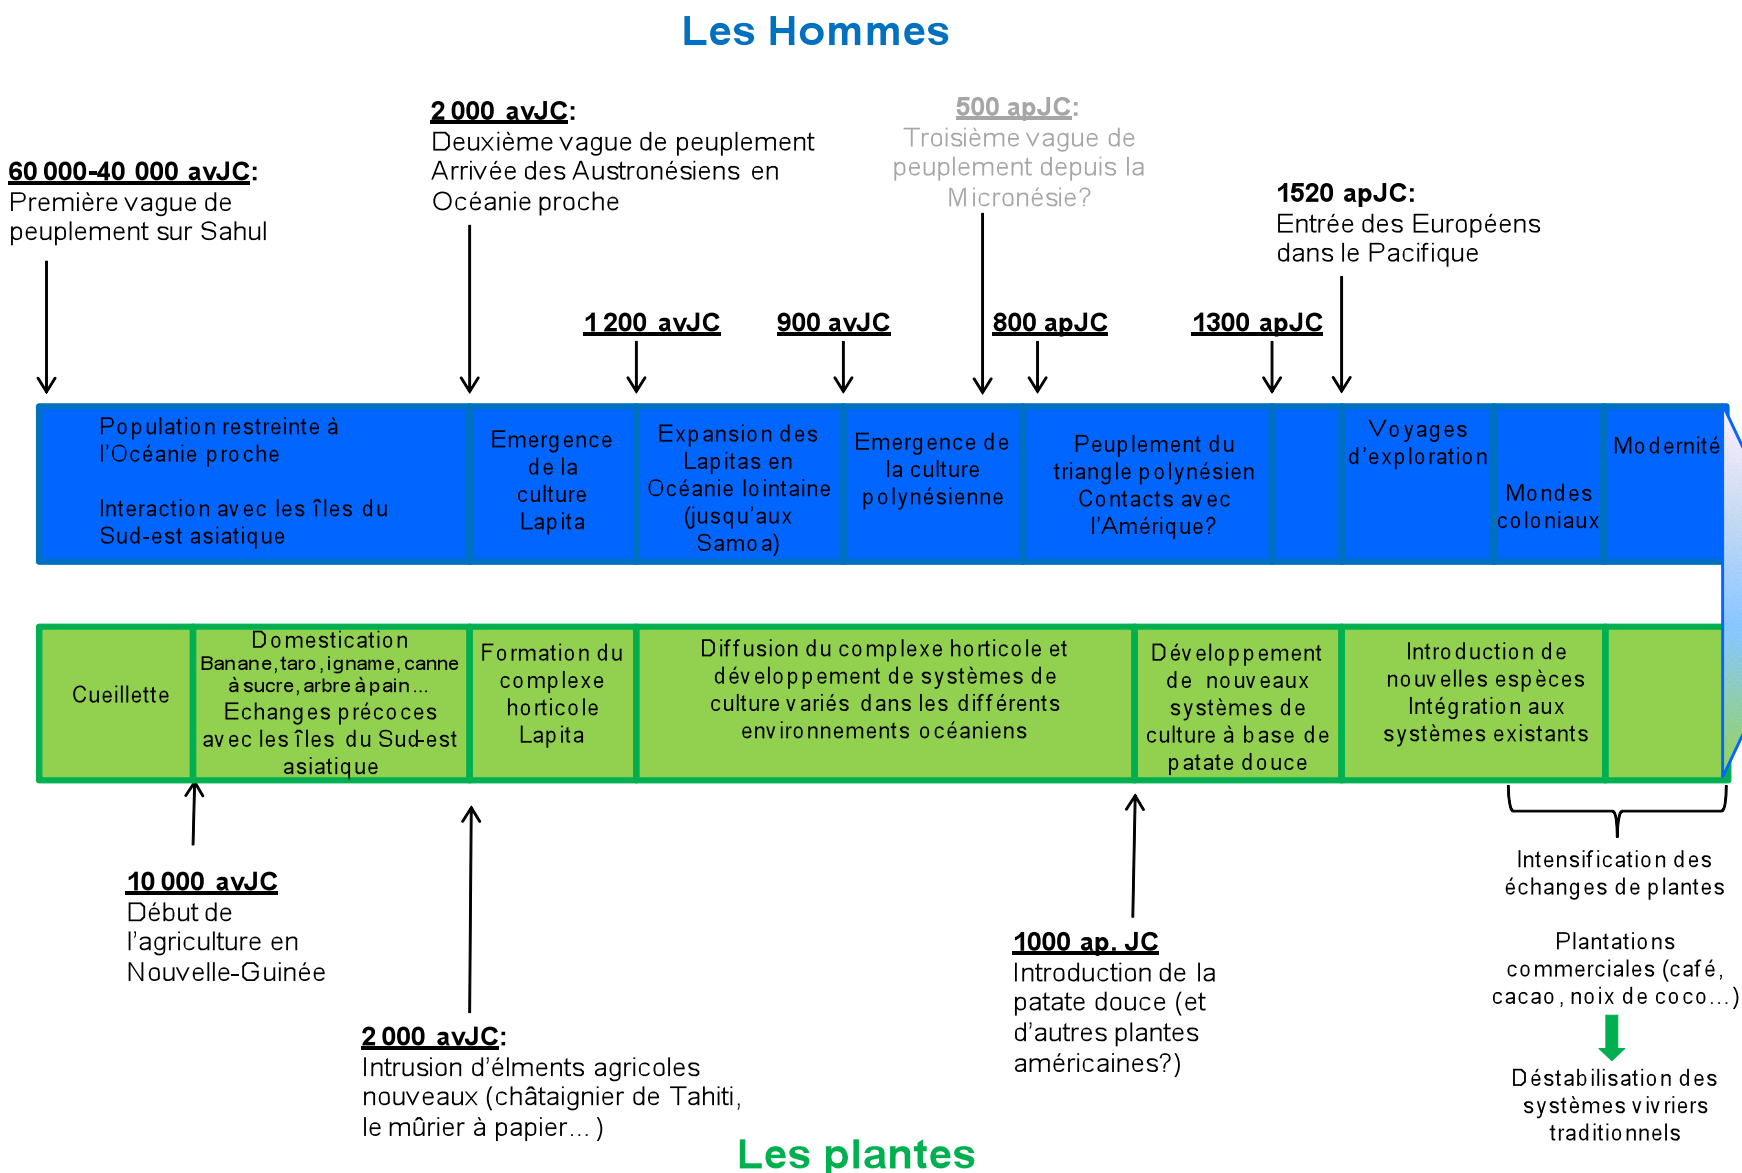 Les Hommes
60 000-40 000 avJC:
Première vague de
peuplement sur Sahul
2 000 avJC:
Deuxième vague de peuplement
Arrivée des Austronésiens en
Océanie proche
500 apJC:
Troisième vague de
peuplement depuis la
Micronésie?
1520 apJC:
Entrée des Européens
dans le Pacifique
1 200 avJC
900 avJC
800 apJC
1300 apJC
Population restreinte à
l'Océanie proche
Interaction avec les îles du
Sud-est asiatique
Emergence
de la
culture
Lapita
Expansion des
Lapitas en
Océanie lointaine
(jusqu'aux
Samoa)
Emergence de
la culture
polynésienne
Peuplement du
triangle polynésien
Contacts avec
l'Amérique?
Voyages
d'exploration
Mondes
coloniaux
Modernité
Cueillette
Domestication
Banane, taro, igname, canne
à sucre, arbre à pain...
Echanges précoces
avec les îles du Sud-est
asiatique
Formation du
complexe
horticole
Lapita
Diffusion du complexe horticole et
développement de systèmes de
culture variés dans les différents
environnements océaniens
Développement
de nouveaux
systèmes de
culture à base de
patate douce
Introduction de
nouvelles espèces
Intégration aux
systèmes existants
10 000 avJC
Début de
l'agriculture en
Nouvelle-Guinée
2 000 avJC:
Intrusion d'élments agricoles
nouveaux (châtaignier de Tahiti,
le mûrier à papier...)
1000 ap. JC
Introduction de la
patate douce (et
d'autres plantes
américaines?)
Intensification des
échanges de plantes
Plantations
commerciales (café,
cacao, noix de coco...)
Déstabilisation des
systèmes vivriers
traditionnels
Les plantes